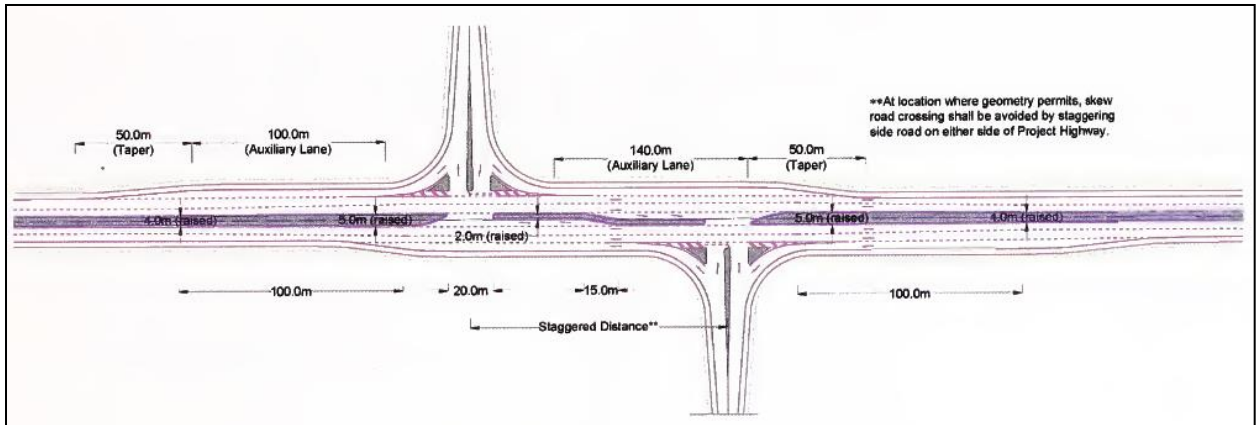 **At location where geometry permits, skew
road crossing shall be avoided by staggering
side road on either side of Project Highway.
50.0m
(Taper)
100.0m
(Auxiliary Lane)
140.0m
(Auxiliary Lane)
50.0m
(Taper)
4.0m (raised)
5.0m (raised)
2.0m (raised)
5.0m (raised)
4.0m (raised)
100.0m
20.0m
15.0m
100.0m
Staggered Distance**